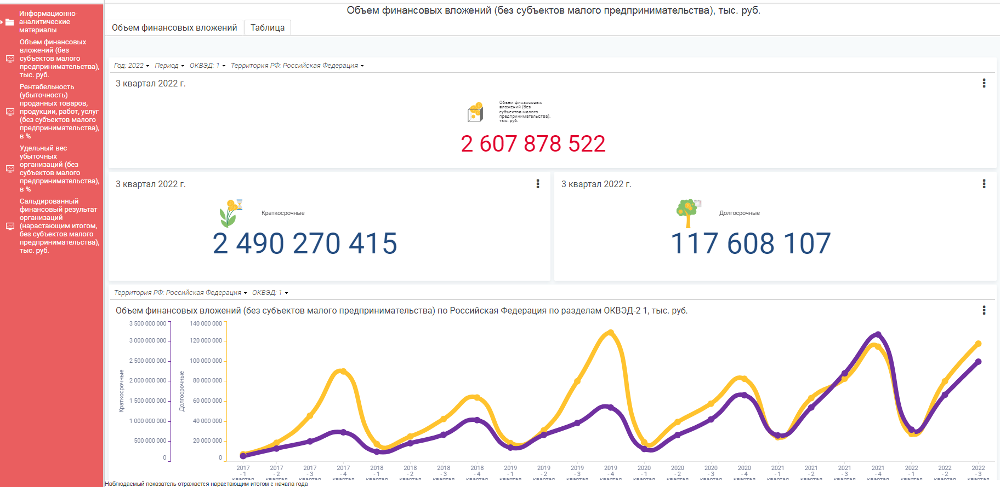 Информационно-
аналитические
материалы
Объем финансовых
вложений (без
субъектов малого
предпринимательства),
тыс. руб.
Рентабельность
(убыточность)
проданных товаров,
продукции, работ, услуг
(без субъектов малого
предпринимательства),
в %
Удельный вес
убыточных
организаций (без
субъектов малого
предпринимательства),
в %
Сальдированный
финансовый результат
организаций
(нарастающим итогом,
без субъектов малого
предпринимательства),
тыс. руб.
Объем финансовых вложений (без субъектов малого предпринимательства), тыс. руб.
Объем финансовых вложений Таблица
Год: 2022 Период ОКВЭД: 1 Территория РФ: Российская Федерация
3 квартал 2022 г.
Объем финансовых
вложений (без
субъектов малого
предпринимательства),
тыс. руб.
2 607 878 522
3 квартал 2022 г.
Краткосрочные
2 490 270 415
3 квартал 2022 г.
Долгосрочные
117 608 107
Территория РФ: Российская Федерация ОКВЭД: 1
Объем финансовых вложений (без субъектов малого предпринимательства) по Российская Федерация по разделам ОКВЭД-2 1, тыс. руб.
Краткосрочные
3 500 000 000
3 000 000 000
2 500 000 000
2 000 000 000
1 500 000 000
1 000 000 000
500 000 000
0
Долгосрочные
140 000 000
120 000 000
100 000 000
80 000 000
60 000 000
40 000 000
20 000 000
0
2017 2017 2017 2017 2018 2018 2018 2018 2019 2019 2019 2019 2020 2020 2020 2020 2021 2021 2021 2021 2022 2022 2022
- 1 - 2 - 3 - 4 - 1 - 2 - 3 - 4 - 1 - 2 - 3 - 4 - 1 - 2 - 3 - 4 - 1 - 2 - 3 - 4 - 1 - 2 - 3
квартал квартал квартал квартал квартал квартал квартал квартал квартал квартал квартал квартал квартал квартал квартал квартал квартал квартал квартал квартал квартал квартал квартал
Наблюдаемый показатель отражается нарастающим итогом с начала года